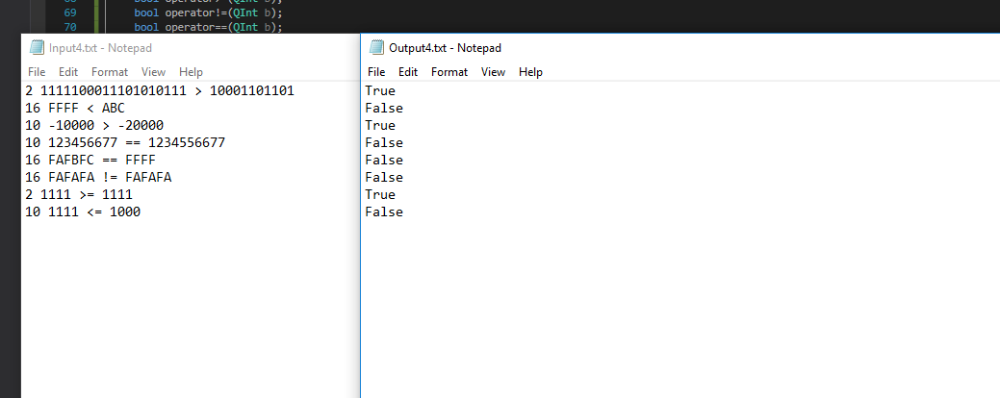 69 bool operator!=(QInt b);
70 bool operator==(QInt b);
Input4.txt - Notepad
File Edit Format View Help
2 1111100011101010111 > 10001101101
16 FFFF < ABC
10 -10000 > -20000
10 123456677 == 1234556677
16 FAFBFC == FFFF
16 FAFAFA != FAFAFA
2 1111 >= 1111
10 1111 <= 1000
Output4.txt - Notepad
File Edit Format View Help
True
False
True
False
False
False
True
False